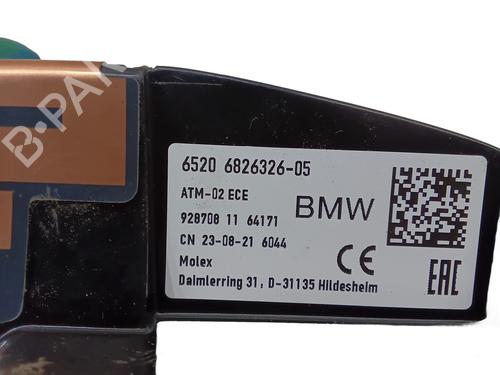 B-PARTS
6520 6826326-05
ATM-02 ECE
928708 11 64171
BMW
CN 23-08-21 6044
Molex
CE
EAC
Daimlerring 31, D-31135 Hildesheim